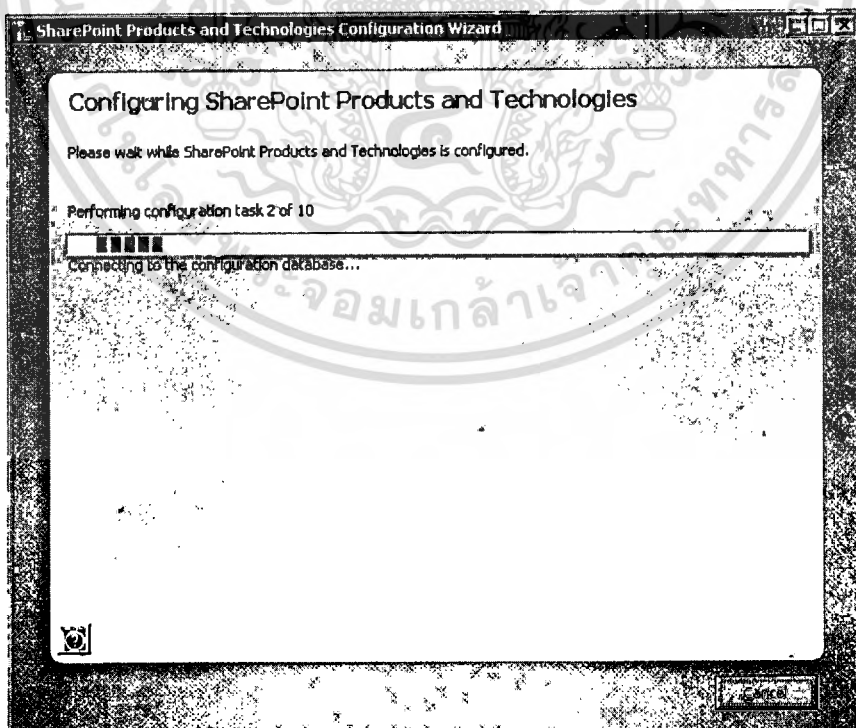 SharePoint Products and Technologies Configuration Wizard
Configuring SharePoint Products and Technologies
Please wait while SharePoint Products and Technologies is configured.
Performing configuration task 2 of 10
Connecting to the configuration database...
Cancel